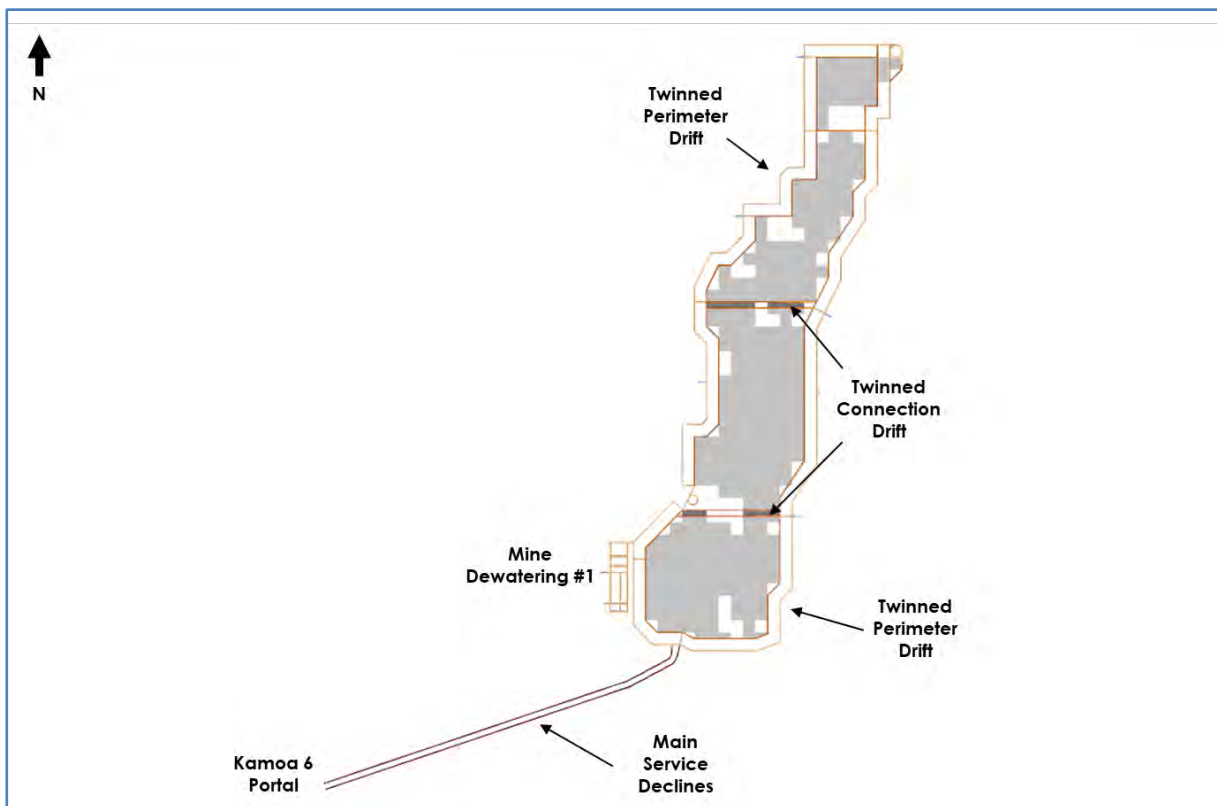 N
Twinned
Perimeter
Drift
Twinned
Connection
Drift
Mine
Dewatering #1
Twinned
Perimeter
Drift
Kamoa 6
Portal
Main
Service
Declines